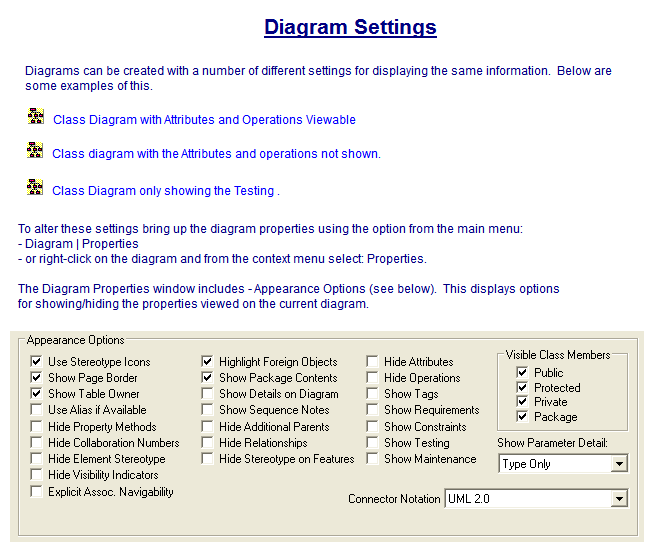 Diagram Settings
Diagrams can be created with a number of different settings for displaying the same information.  Below are
some examples of this.
Class Diagram with Attributes and Operations Viewable
Class diagram with the Attributes and operations not shown.
Class Diagram only showing the Testing .
To alter these settings bring up the diagram properties using the option from the main menu:
- Diagram | Properties
- or right-click on the diagram and from the context menu select: Properties.
The Diagram Properties window includes - Appearance Options (see below).  This displays options
for showing/hiding the properties viewed on the current diagram.
Appearance Options
Use Stereotype Icons
Show Page Border
Show Table Owner
Use Alias if Available
Hide Property Methods
Hide Collaboration Numbers
Hide Element Stereotype
Hide Visibility Indicators
Explicit Assoc. Navigability
Highlight Foreign Objects
Show Package Contents
Show Details on Diagram
Show Sequence Notes
Hide Additional Parents
Hide Relationships
Hide Stereotype on Features
Hide Attributes
Hide Operations
Show Tags
Show Requirements
Show Constraints
Show Testing
Show Maintenance
Visible Class Members
Public
Protected
Private
Package
Show Parameter Detail:
Type Only
Connector Notation UML 2.0